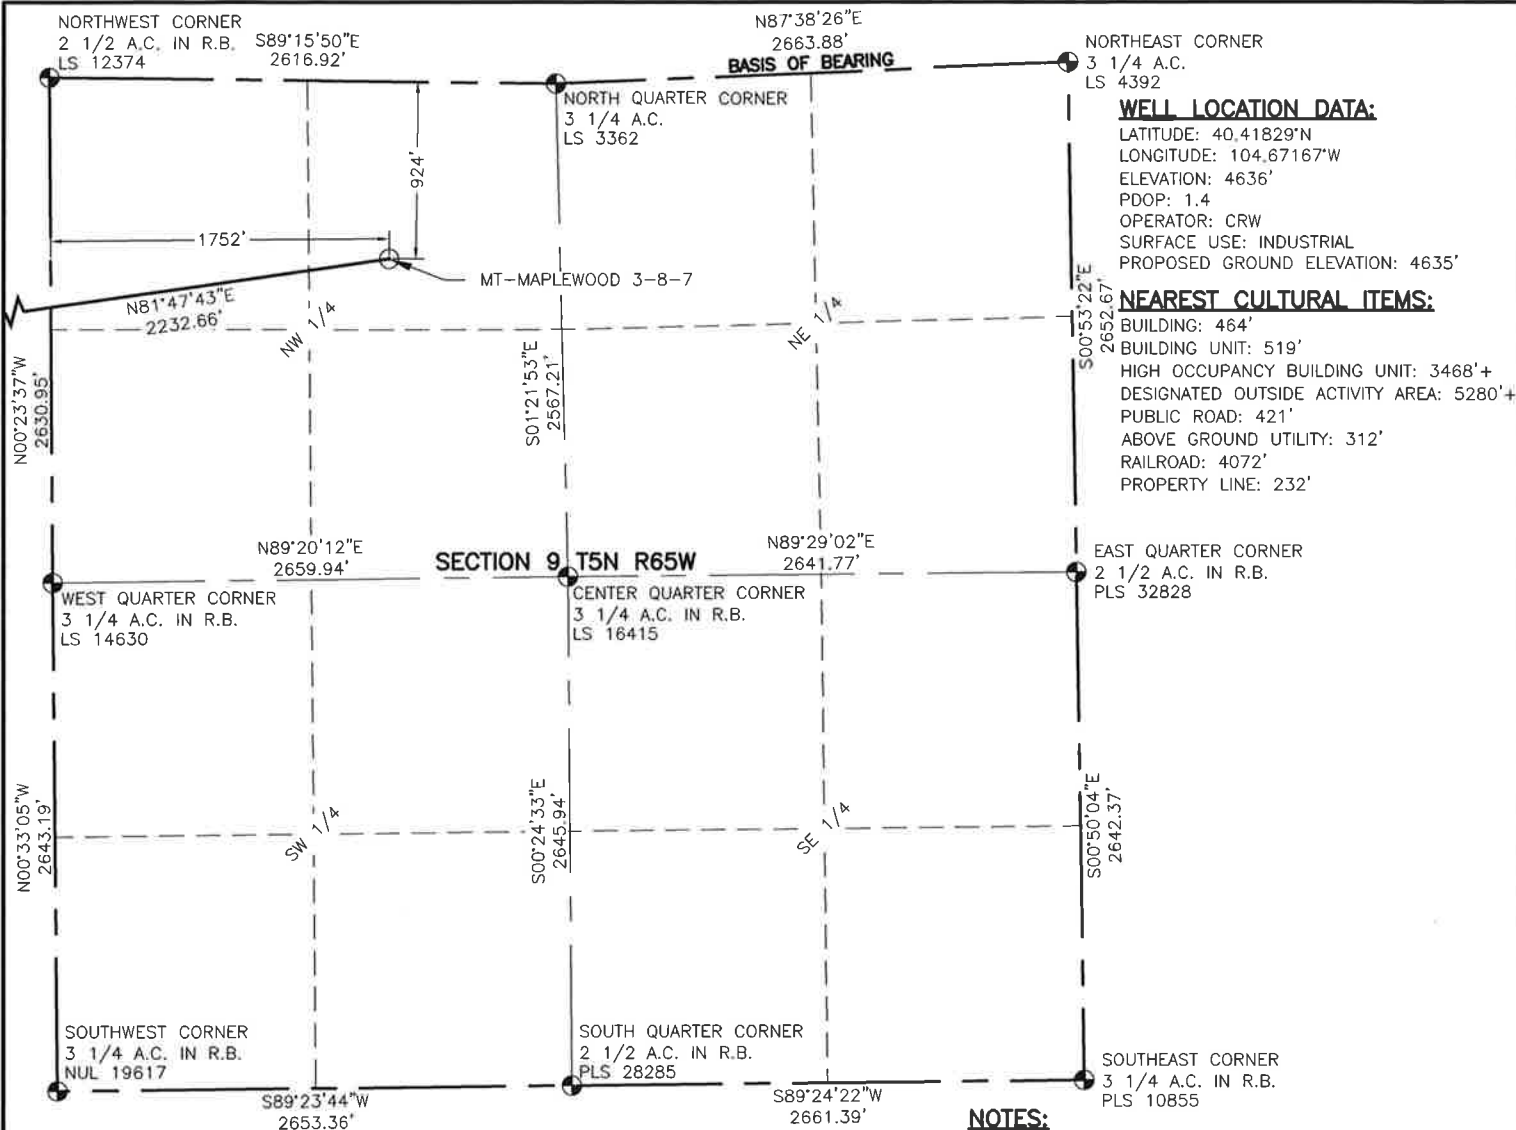 NORTHWEST CORNER
2 1/2 A.C. IN R.B.
LS 12374
S89°15'50"E
2616.92'
N87°38'26"E
2663.88'
BASIS OF BEARING
NORTHEAST CORNER
3 1/4 A.C.
LS 4392
NORTH QUARTER CORNER
3 1/4 A.C.
LS 3362
WELL LOCATION DATA:
LATITUDE: 40.41829°N
LONGITUDE: 104.67167°W
ELEVATION: 4636'
PDOP: 1.4
OPERATOR: CRW
SURFACE USE: INDUSTRIAL
PROPOSED GROUND ELEVATION: 4635'
NEAREST CULTURAL ITEMS:
BUILDING: 464'
BUILDING UNIT: 519'
HIGH OCCUPANCY BUILDING UNIT: 3468'+
DESIGNATED OUTSIDE ACTIVITY AREA: 5280'+
PUBLIC ROAD: 421'
ABOVE GROUND UTILITY: 312'
RAILROAD: 4072'
PROPERTY LINE: 232'
924'
1752'
MT-MAPLEWOOD 3-8-7
N81°47'43"E
2232.66'
NW 1/4
NE 1/4
N00°23'37"W
2630.95'
S01°21'53"E
2567.21'
S00°53'22"E
2652.67'
N89°20'12"E
2659.94'
SECTION 9 T5N R65W
N89°29'02"E
2641.77'
EAST QUARTER CORNER
2 1/2 A.C. IN R.B.
PLS 32828
WEST QUARTER CORNER
3 1/4 A.C. IN R.B.
LS 14630
CENTER QUARTER CORNER
3 1/4 A.C. IN R.B.
LS 16415
N00°33'05"W
2643.19'
SW 1/4
S00°24'33"E
2645.94'
SE 1/4
S00°50'04"E
2642.37'
SOUTHWEST CORNER
3 1/4 A.C. IN R.B.
NUL 19617
SOUTH QUARTER CORNER
2 1/2 A.C. IN R.B.
PLS 28285
SOUTHEAST CORNER
3 1/4 A.C. IN R.B.
PLS 10855
S89°23'44"W
2653.36'
S89°24'22"W
2661.39'
NOTES: